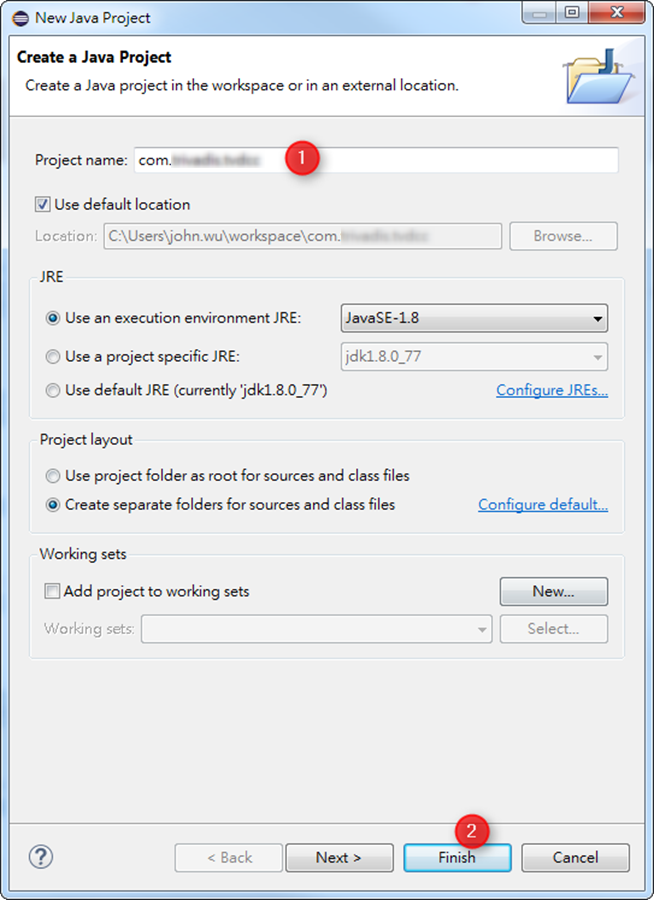 New Java Project
Create a Java Project
Create a Java project in the workspace or in an external location.
Project name: com.
1
Use default location
Location: C:\Users\john.wu\workspace\com.
Browse...
JRE
Use an execution environment JRE: JavaSE-1.8
Use a project specific JRE: jdk1.8.0_77
Use default JRE (currently 'jdk1.8.0_77') Configure JREs...
Project layout
Use project folder as root for sources and class files
Create separate folders for sources and class files Configure default...
Working sets
Add project to working sets New...
Working sets: Select...
2
? < Back Next > Finish Cancel